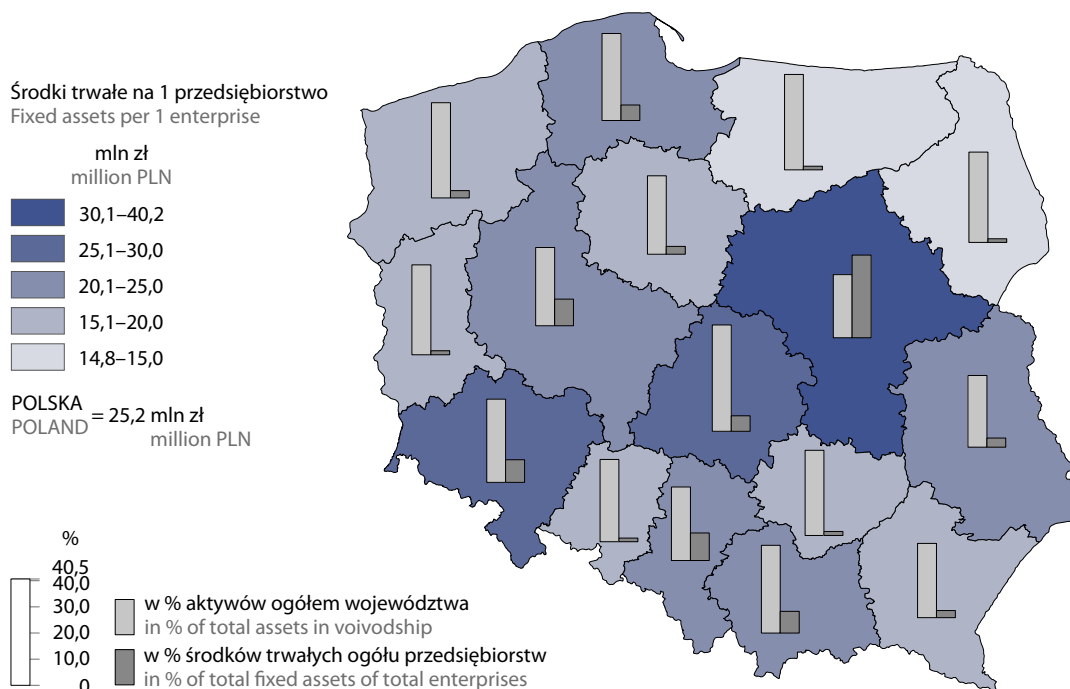 Środki trwałe na 1 przedsiębiorstwo
Fixed assets per 1 enterprise
mln zł
million PLN
30,1–40,2
25,1–30,0
20,1–25,0
15,1–20,0
14,8–15,0
POLSKA
POLAND = 25,2 mln zł
million PLN
%
40,5
40,0
30,0
20,0
10,0
0
w % aktywów ogółem województwa
in % of total assets in voivodship
w % środków trwałych ogółu przedsiębiorstw
in % of total fixed assets of total enterprises